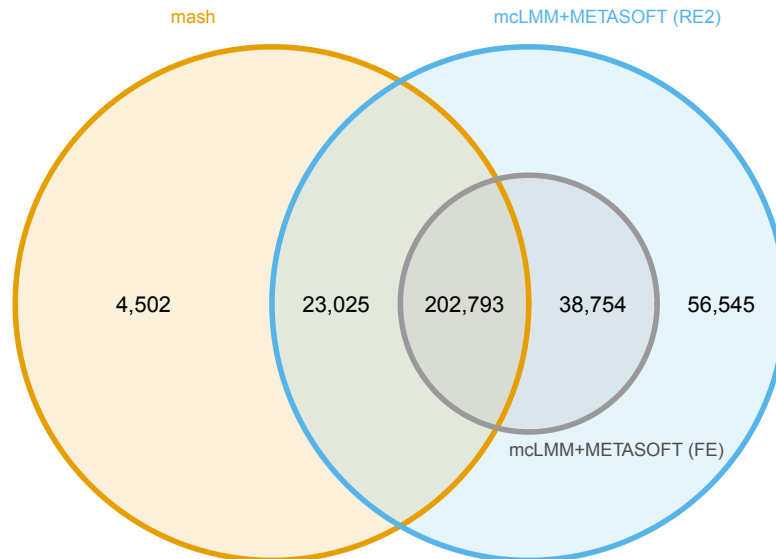 mash
mcLMM+METASOFT (RE2)
4,502
23,025
202,793
38,754
56,545
mcLMM+METASOFT (FE)